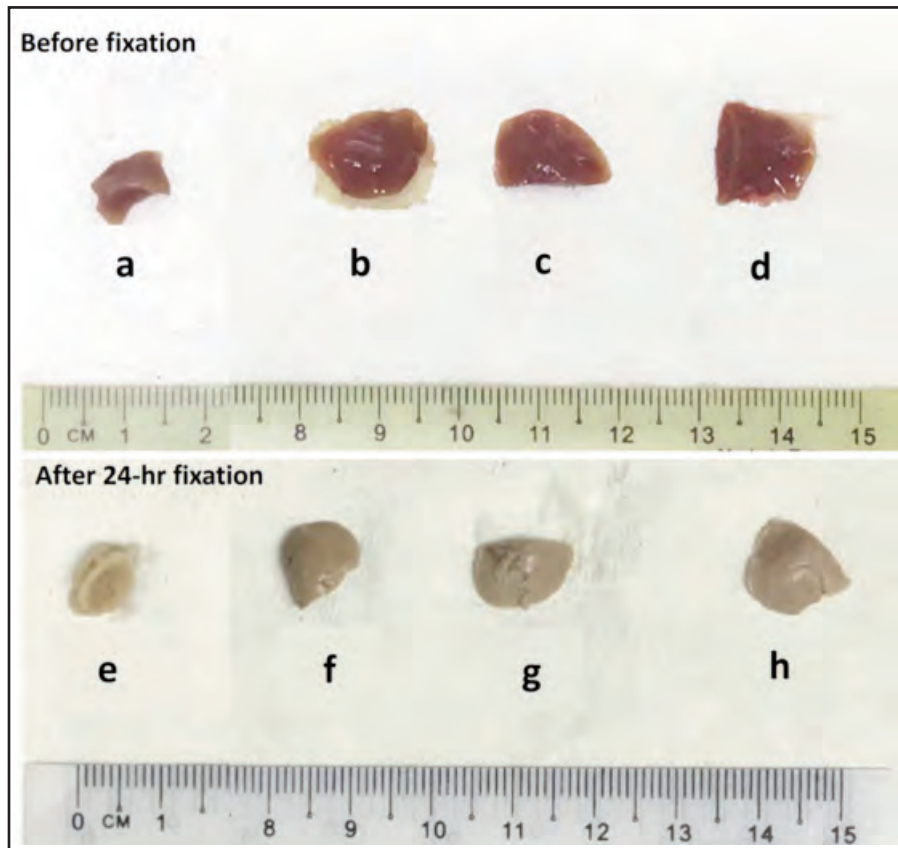 Before fixation
a b c d
0 CM 1 2 8 9 10 11 12 13 14 15
After 24-hr fixation
e f g h
0 CM 1 8 9 10 11 12 13 14 15